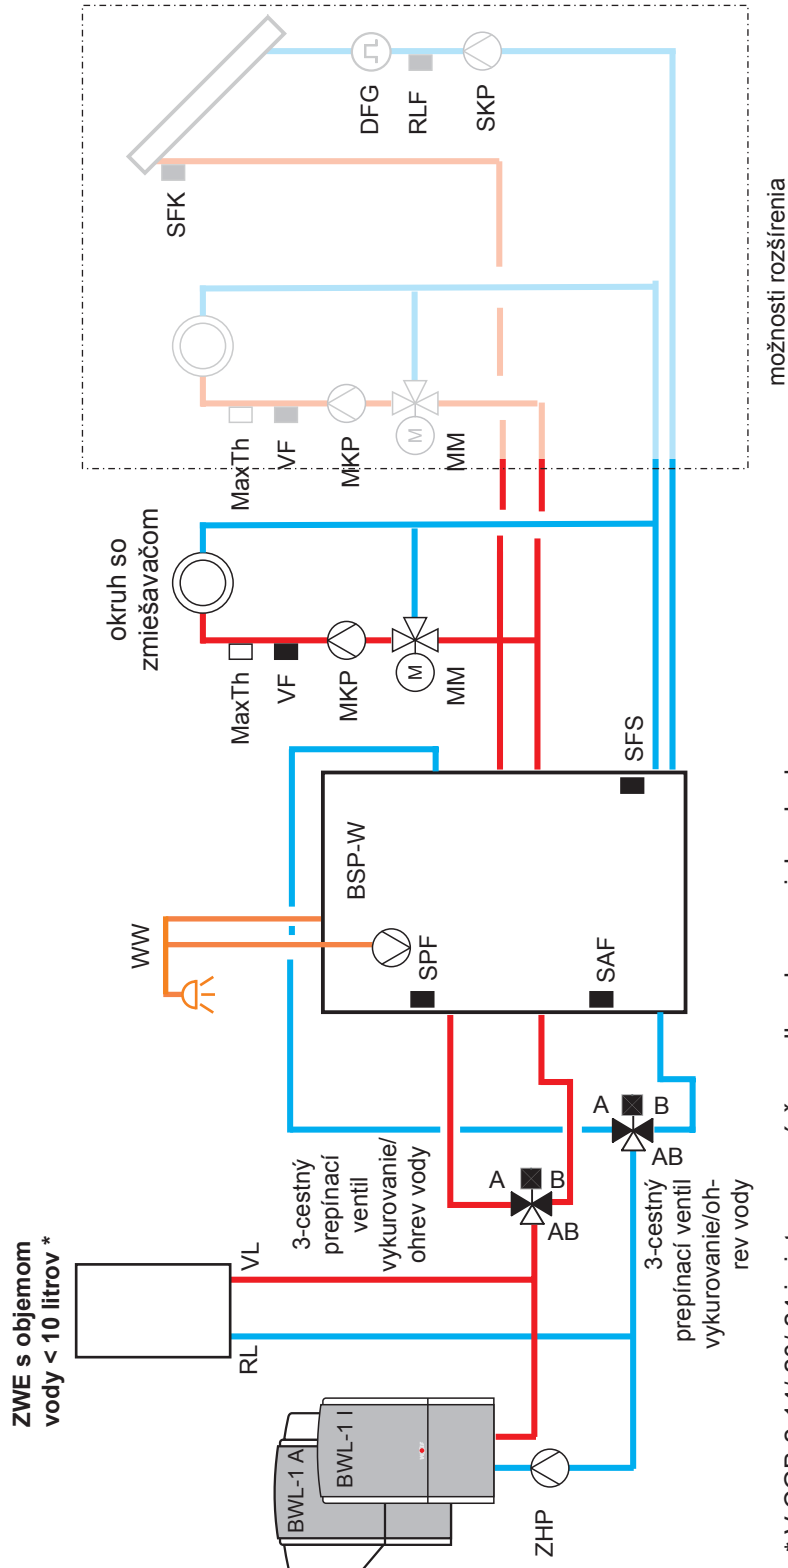 ZWE s objemom
vody < 10 litrov *
RL
VL
BWL-1 A
BWL-1 I
ZHP
3-cestný
prepínací
ventil
vykurovanie/
ohrev vody
A
B
AB
3-cestný
prepínací ventil
vykurovanie/oh-
rev vody
A
B
AB
WW
BSP-W
SPF
SAF
SFS
okruh so
zmiešavačom
MaxTh
VF
MKP
M
MM
MaxTh
VF
MKP
M
MM
SFK
DFG
RLF
SKP
možnosti rozšírenia